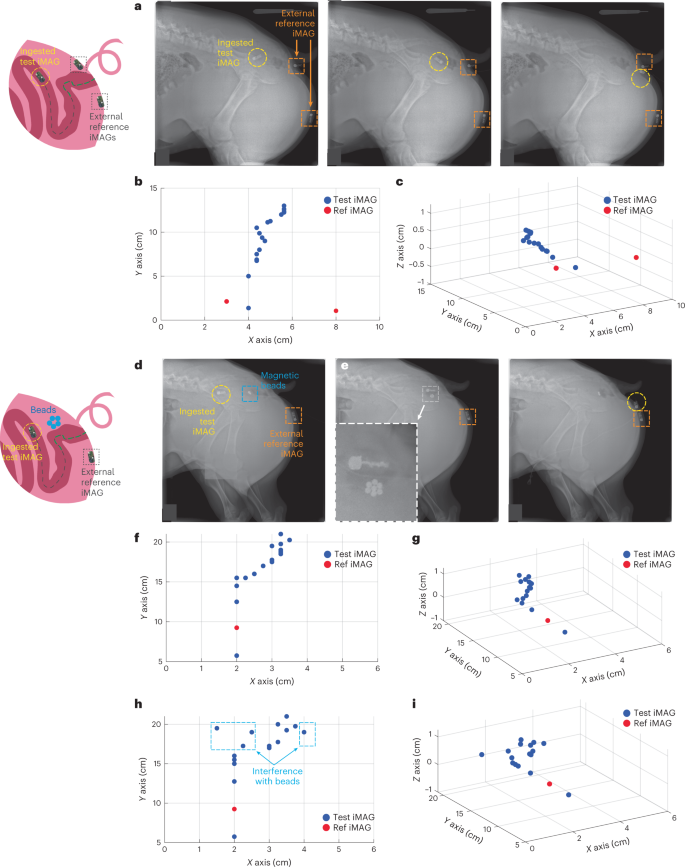 a
External
reference
iMAG
Ingested
test
iMAG
Ingested
test iMAG
External
reference
iMAGs
b
Test iMAG
Ref iMAG
Y axis (cm)
15
10
5
0
0
2
4
6
8
10
X axis (cm)
c
Test iMAG
Ref iMAG
Z axis (cm)
1
0.5
0
−0.5
−1
15
10
5
0
Y axis (cm)
0
2
4
6
8
10
X axis (cm)
d
Magnetic
beads
Ingested
test
iMAG
External
reference
iMAG
e
Beads
Ingested
test iMAG
External
reference
iMAG
f
Test iMAG
Ref iMAG
Y axis (cm)
20
15
10
5
0
1
2
3
4
5
6
X axis (cm)
g
Test iMAG
Ref iMAG
Z axis (cm)
1
0
−1
20
15
10
5
Y axis (cm)
0
2
4
6
X axis (cm)
h
Interference
with beads
Test iMAG
Ref iMAG
Y axis (cm)
20
15
10
5
0
1
2
3
4
5
6
X axis (cm)
i
Test iMAG
Ref iMAG
Z axis (cm)
1
0
−1
20
15
10
5
Y axis (cm)
0
2
4
6
X axis (cm)